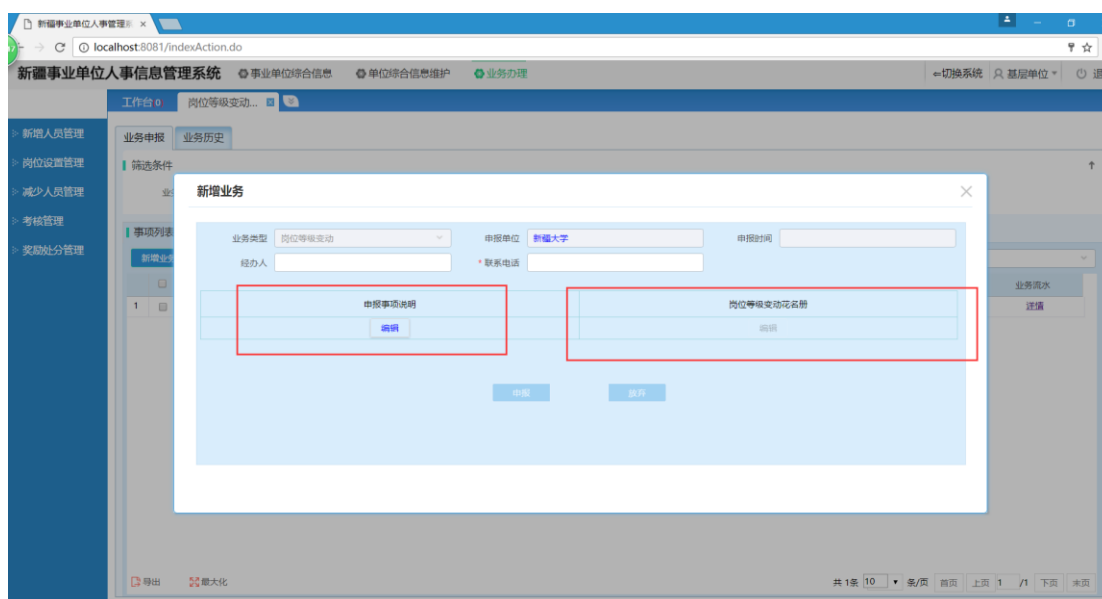 新疆事业单位人事管理系 ×
localhost:8081/indexAction.do
新疆事业单位人事信息管理系统 事业单位综合信息 单位综合信息维护 业务办理 切换系统 基层单位 退
工作台 岗位等级变动...
新增人员管理
岗位设置管理
减少人员管理
考核管理
奖励处分管理
业务申报 业务历史
筛选条件
业
事项列表
新增业务
业务流水
1 详情
新增业务 ×
业务类型 岗位等级变动 申报单位 新疆大学 申报时间
经办人 * 联系电话
申报事项说明 岗位等级变动花名册
编辑 编辑
申报 放弃
导出 最大化 共 1条 10 条/页 首页 上页 1 /1 下页 末页